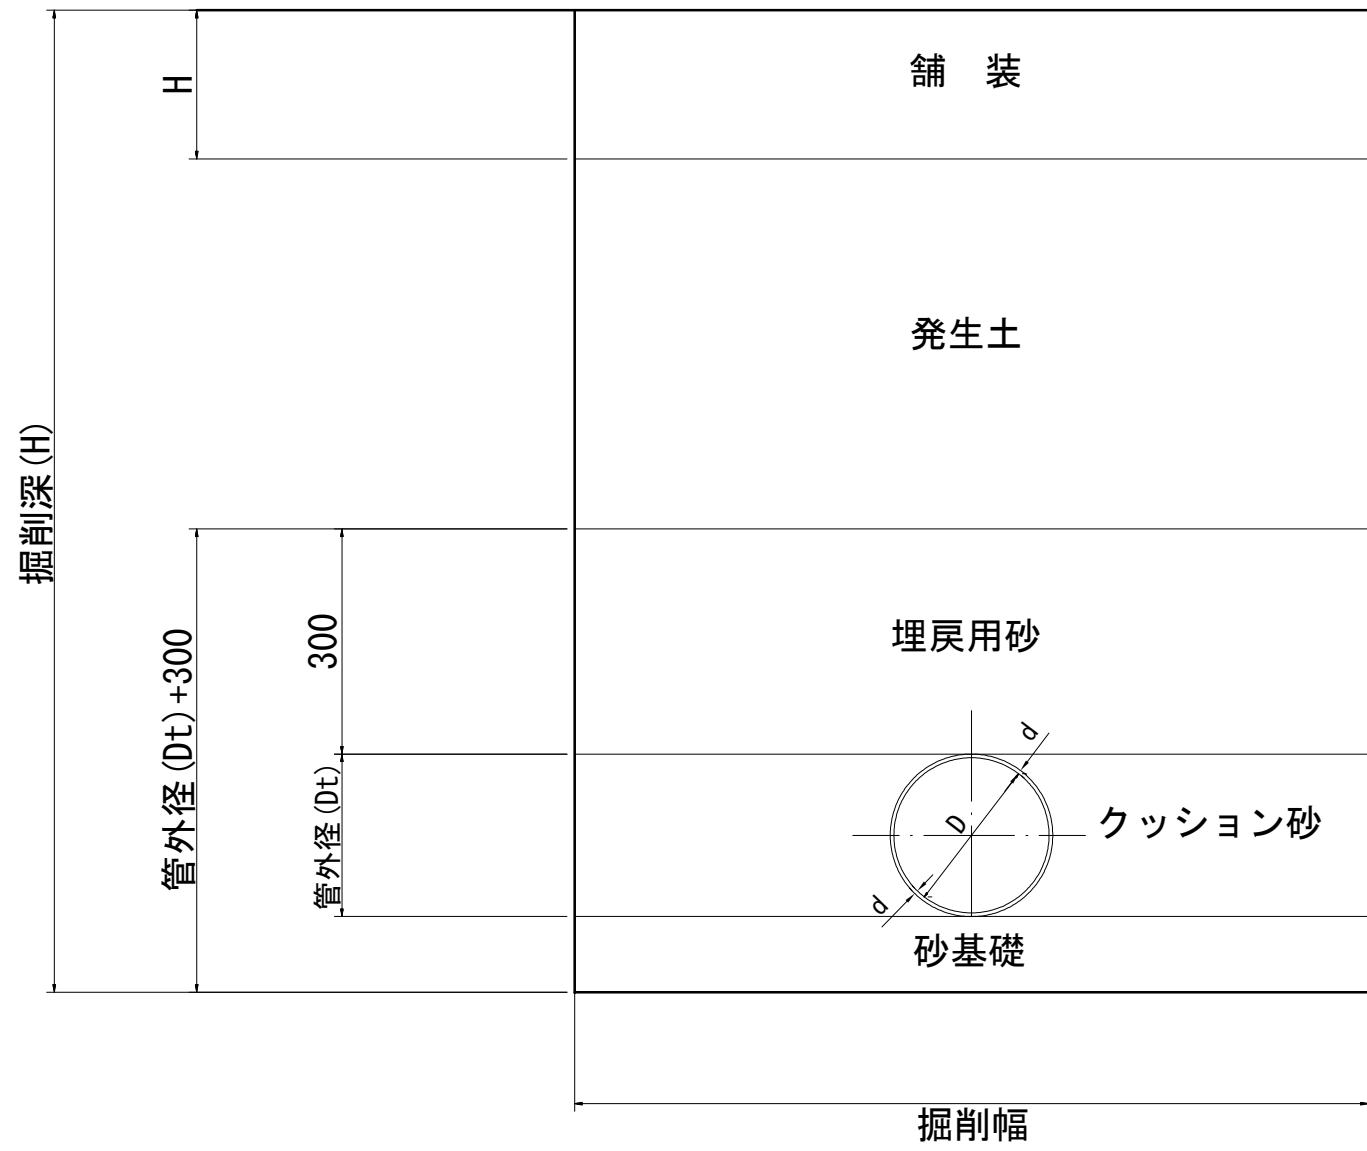 舗　装
H
発生土
掘削深(H)
300
埋戻用砂
管外径(Dt)+300
d
管外径(Dt)
D
クッション砂
d
砂基礎
掘削幅